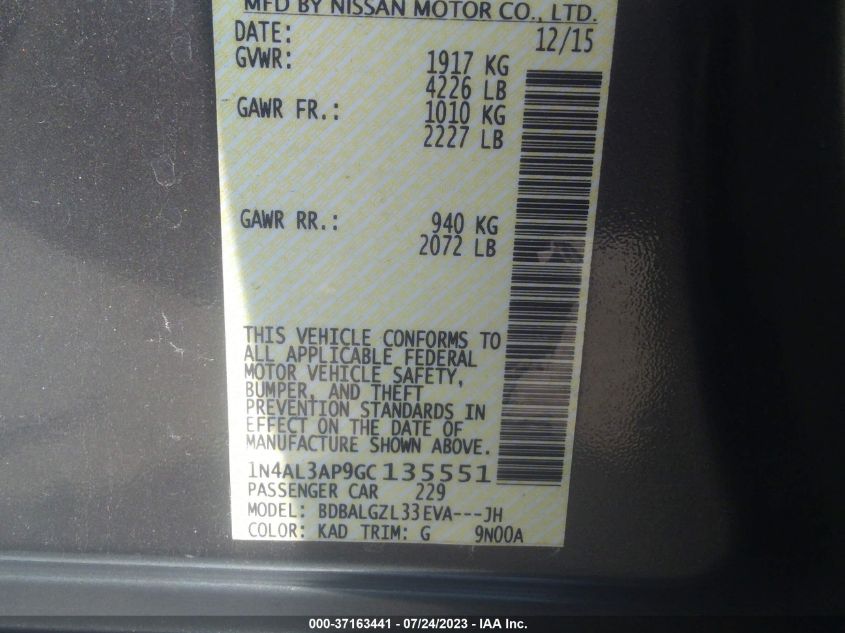 MFD BY NISSAN MOTOR CO., LTD.
DATE: 12/15
GVWR: 1917 KG
4226 LB
GAWR FR.: 1010 KG
2227 LB
GAWR RR.: 940 KG
2072 LB
THIS VEHICLE CONFORMS TO
ALL APPLICABLE FEDERAL
MOTOR VEHICLE SAFETY,
BUMPER, AND THEFT
PREVENTION STANDARDS IN
EFFECT ON THE DATE OF
MANUFACTURE SHOWN ABOVE.
1N4AL3AP9GC135551
PASSENGER CAR 229
MODEL: BDBALGZL33EVA---JH
COLOR: KAD TRIM: G 9N00A
000-37163441 / 07/24/2023 - IAA Inc.